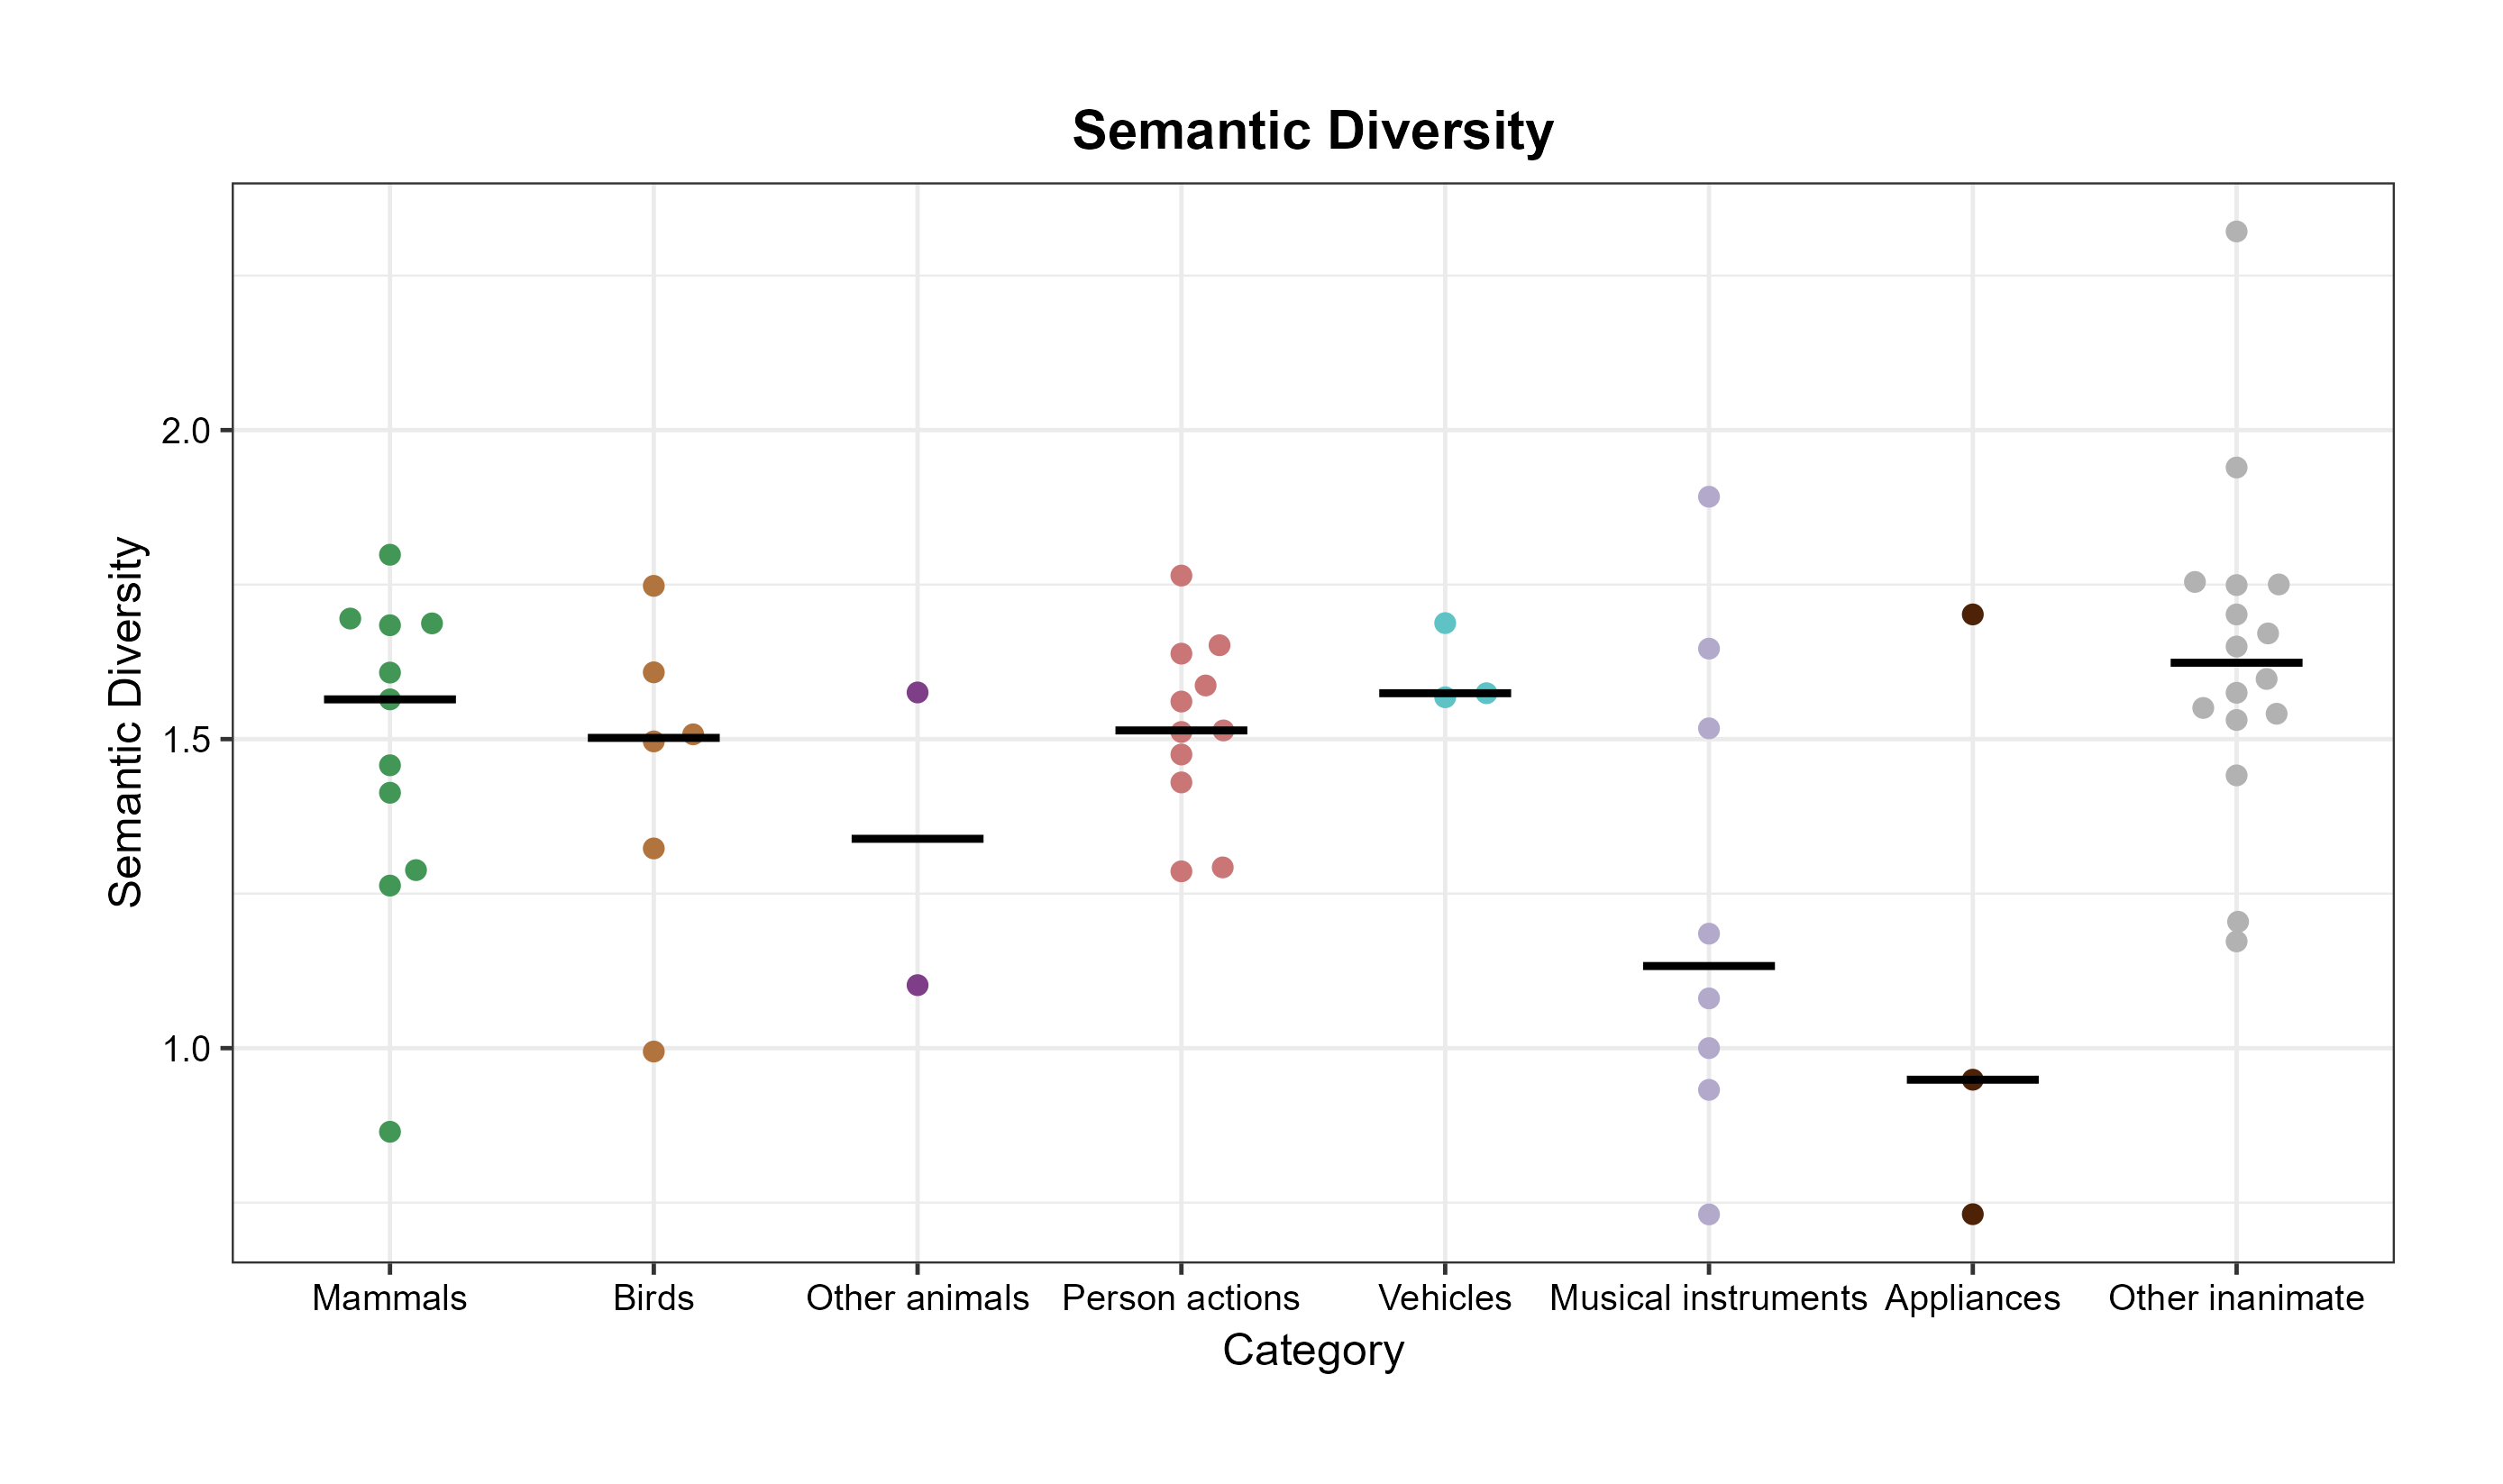 Semantic Diversity
Semantic Diversity
2.0
1.5
1.0
Mammals Birds Other animals Person actions Vehicles Musical instruments Appliances Other inanimate
Category